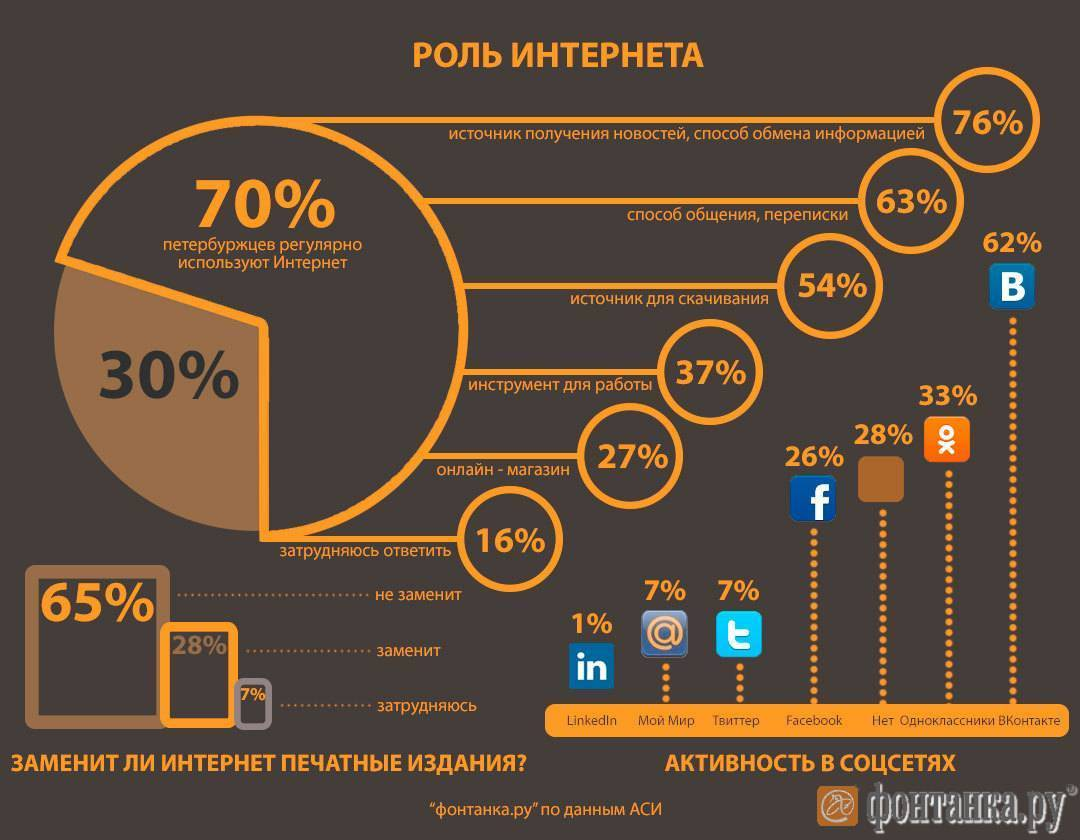 РОЛЬ ИНТЕРНЕТА
76%
источник получения новостей, способ обмена информацией
70%
петербуржцев регулярно
используют Интернет
63%
способ общения, переписки
54%
источник для скачивания
30%
37%
инструмент для работы
27%
онлайн - магазин
16%
затрудняюсь ответить
65%
не заменит
28%
заменит
7%
затрудняюсь
ЗАМЕНИТ ЛИ ИНТЕРНЕТ ПЕЧАТНЫЕ ИЗДАНИЯ?
62%
B
33%
28%
26%
f
7%
@
7%
t
1%
in
LinkedIn Мой Мир Твиттер Facebook Нет Одноклассники ВКонтакте
АКТИВНОСТЬ В СОЦСЕТЯХ
“фонтанка.ру” по данным АСИ
фонтанка.ру®